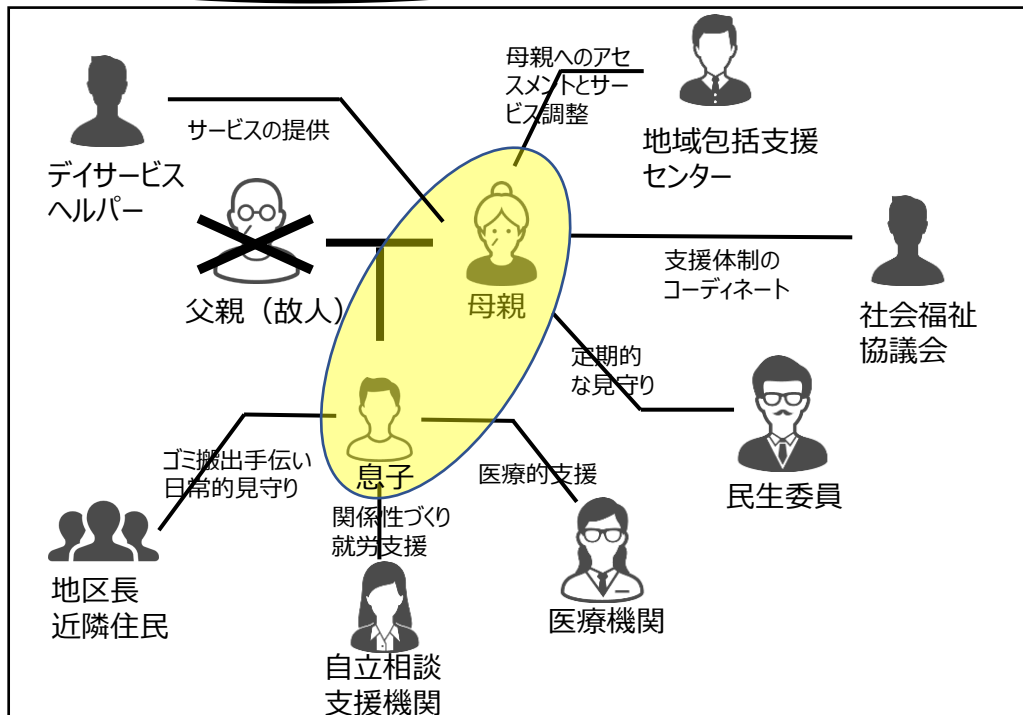 母親へのアセ
スメントとサー
ビス調整
地域包括支援
センター
サービスの提供
デイサービス
ヘルパー
父親（故人）
母親
支援体制の
コーディネート
社会福祉
協議会
定期的
な見守り
民生委員
ゴミ搬出手伝い
日常的見守り
地区長
近隣住民
息子
関係性づくり
就労支援
自立相談
支援機関
医療的支援
医療機関